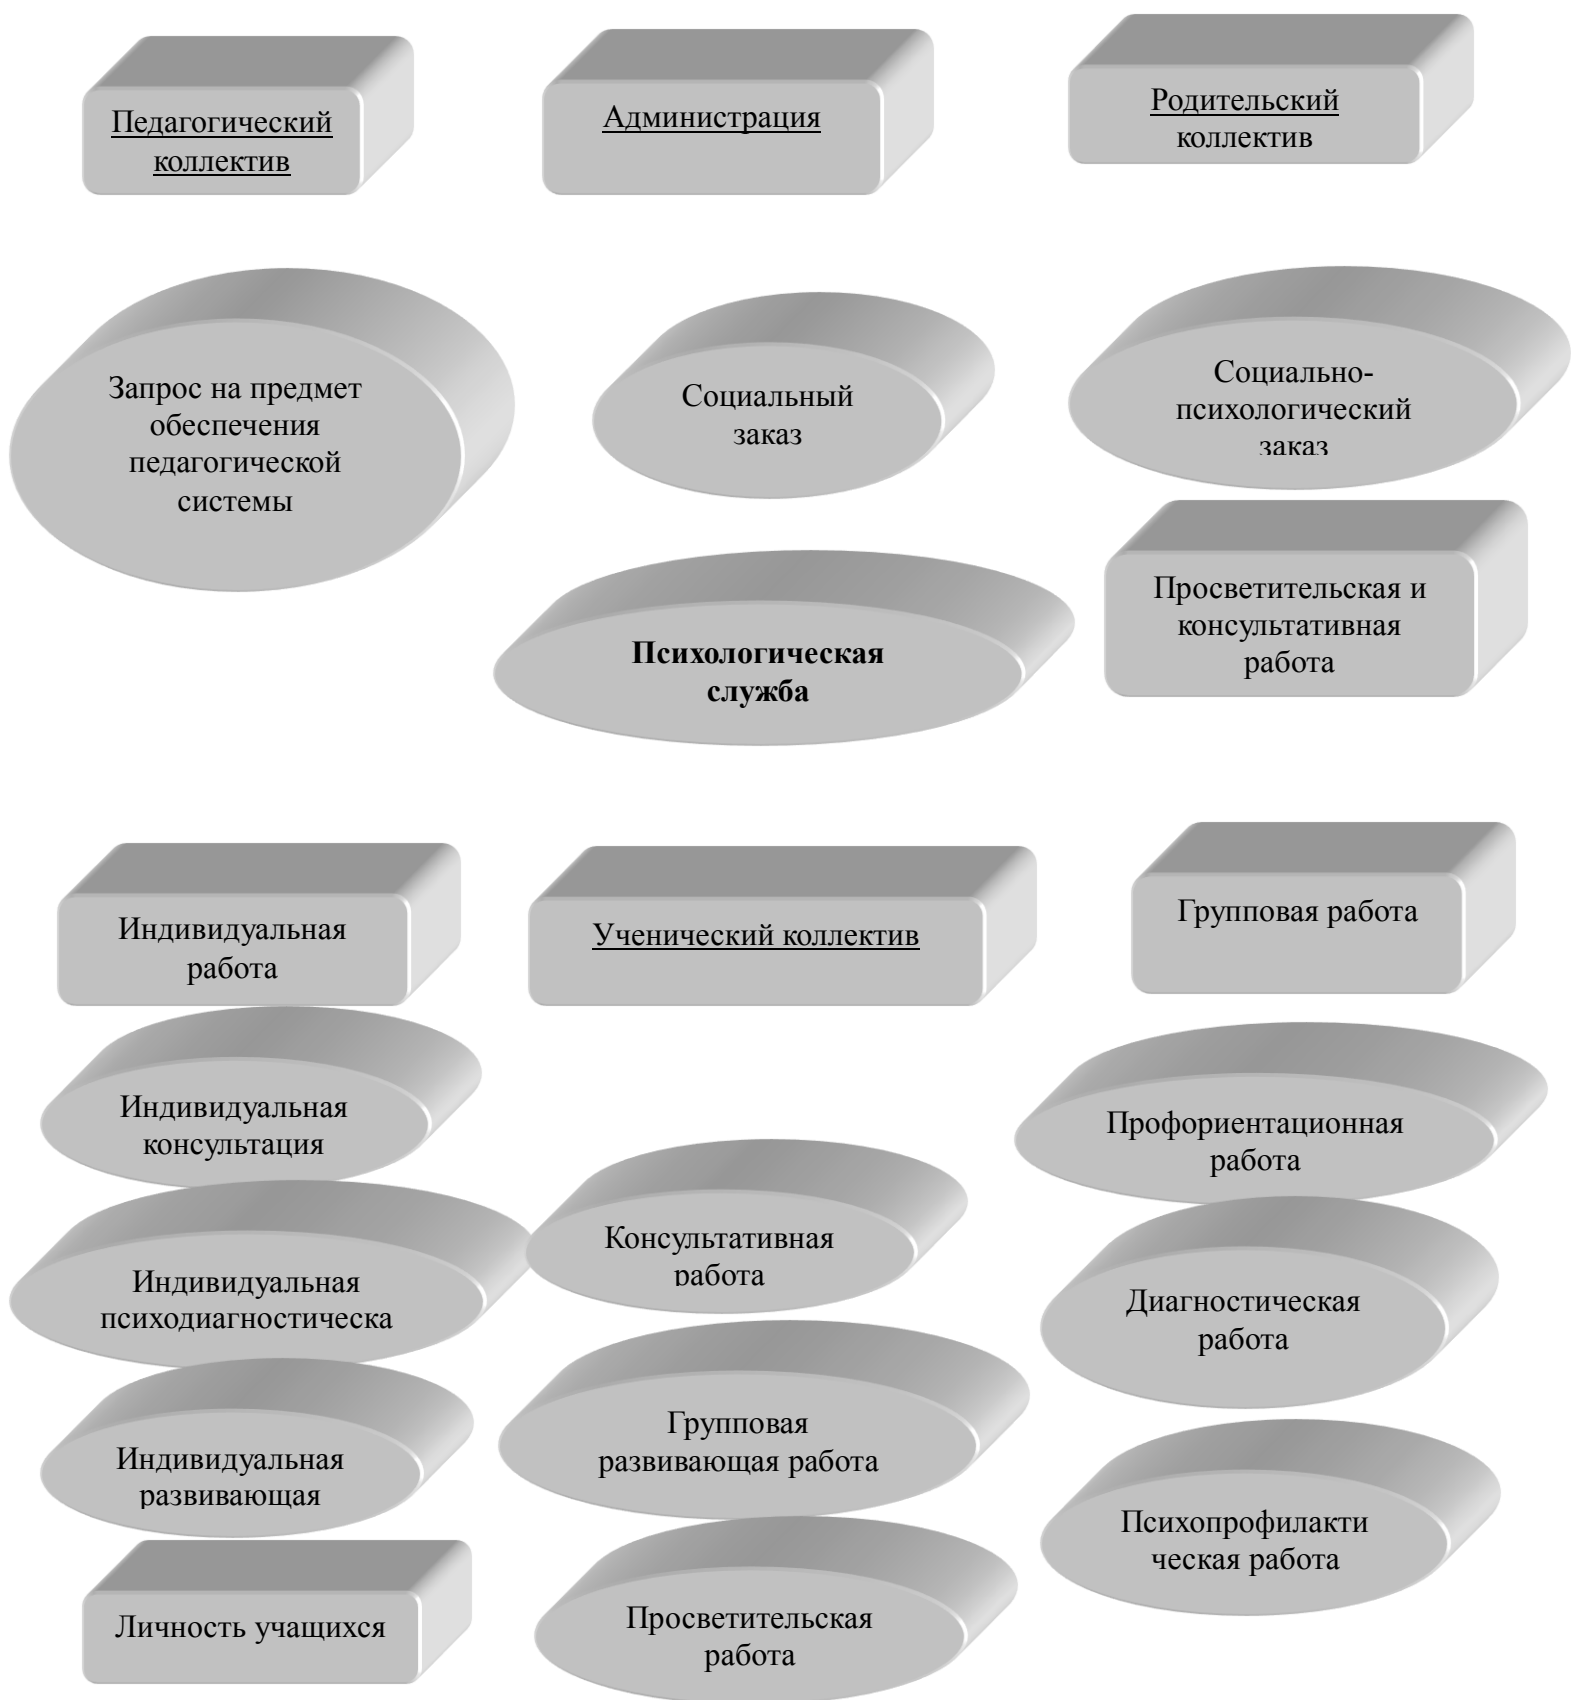 Педагогический
коллектив
Администрация
Родительский
коллектив
Запрос на предмет
обеспечения
педагогической
системы
Социальный
заказ
Социально-
психологический
заказ
Психологическая
служба
Просветительская и
консультативная
работа
Индивидуальная
работа
Ученический коллектив
Групповая работа
Индивидуальная
консультация
Профориентационная
работа
Консультативная
работа
Индивидуальная
психодиагностическа
Диагностическая
работа
Групповая
развивающая работа
Индивидуальная
развивающая
Психопрофилакти
ческая работа
Личность учащихся
Просветительская
работа